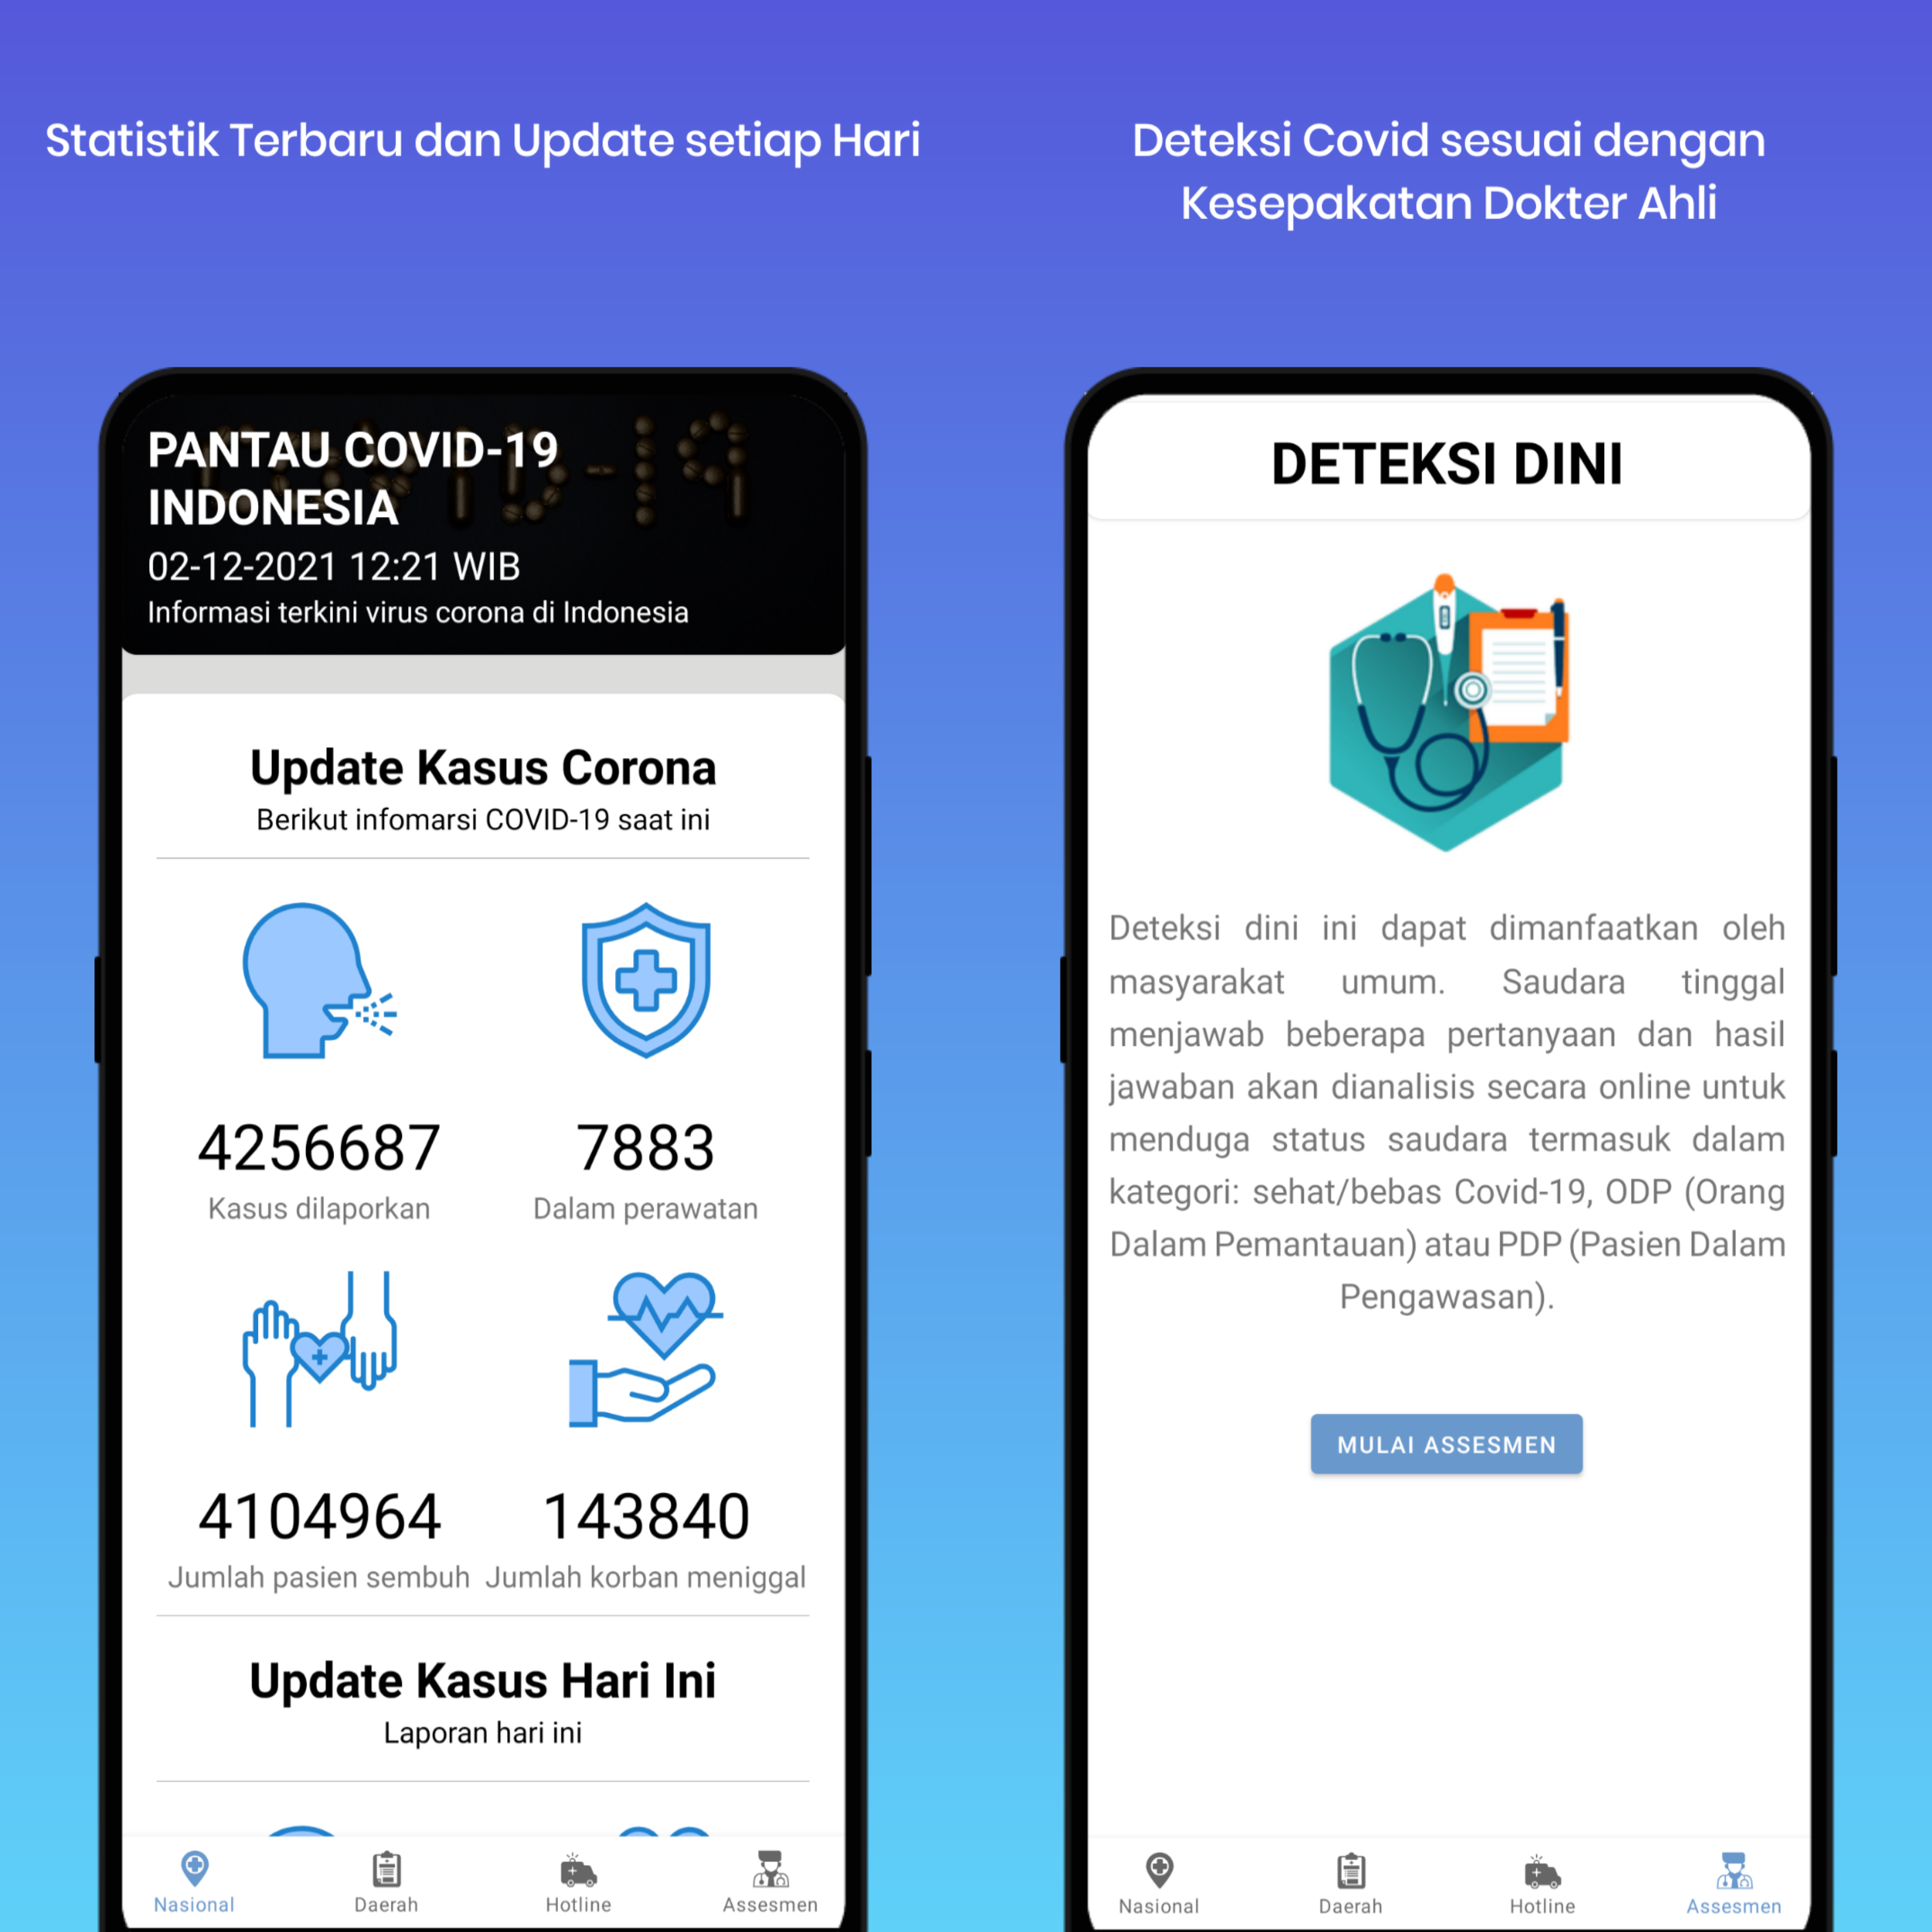 Statistik Terbaru dan Update setiap Hari
PANTAU COVID-19
INDONESIA
02-12-2021 12:21 WIB
Informasi terkini virus corona di Indonesia
Update Kasus Corona
Berikut infomarsi COVID-19 saat ini
4256687
Kasus dilaporkan
7883
Dalam perawatan
4104964
Jumlah pasien sembuh
143840
Jumlah korban meniggal
Update Kasus Hari Ini
Laporan hari ini
Nasional
Daerah
Hotline
Assesmen
Deteksi Covid sesuai dengan
Kesepakatan Dokter Ahli
DETEKSI DINI
Deteksi dini ini dapat dimanfaatkan oleh
masyarakat umum. Saudara tinggal
menjawab beberapa pertanyaan dan hasil
jawaban akan dianalisis secara online untuk
menduga status saudara termasuk dalam
kategori: sehat/bebas Covid-19, ODP (Orang
Dalam Pemantauan) atau PDP (Pasien Dalam
Pengawasan).
MULAI ASSESMEN
Nasional
Daerah
Hotline
Assesmen